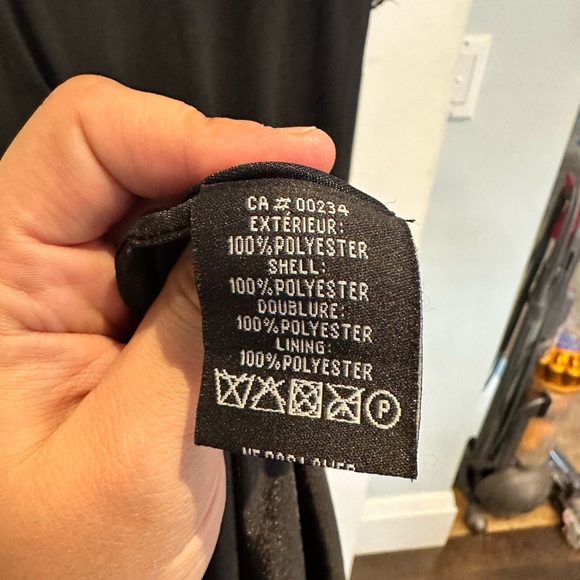 CA # 00234
EXTÉRIEUR:
100%POLYESTER
SHELL:
100%POLYESTER
DOUBLURE:
100%POLYESTER
LINING:
100%POLYESTER
P